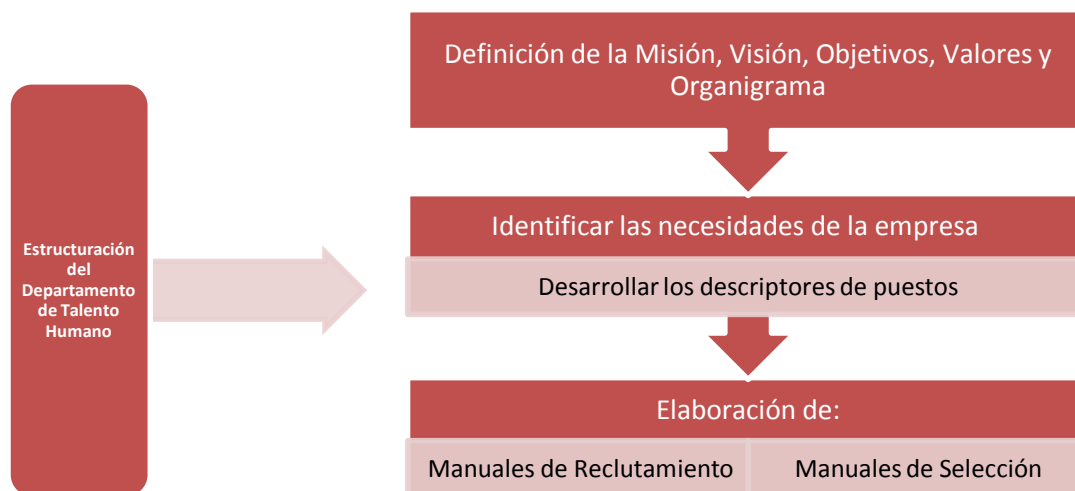 Estructuración
del
Departamento
de Talento
Humano
Definición de la Misión, Visión, Objetivos, Valores y
Organigrama
Identificar las necesidades de la empresa
Desarrollar los descriptores de puestos
Elaboración de:
Manuales de Reclutamiento
Manuales de Selección